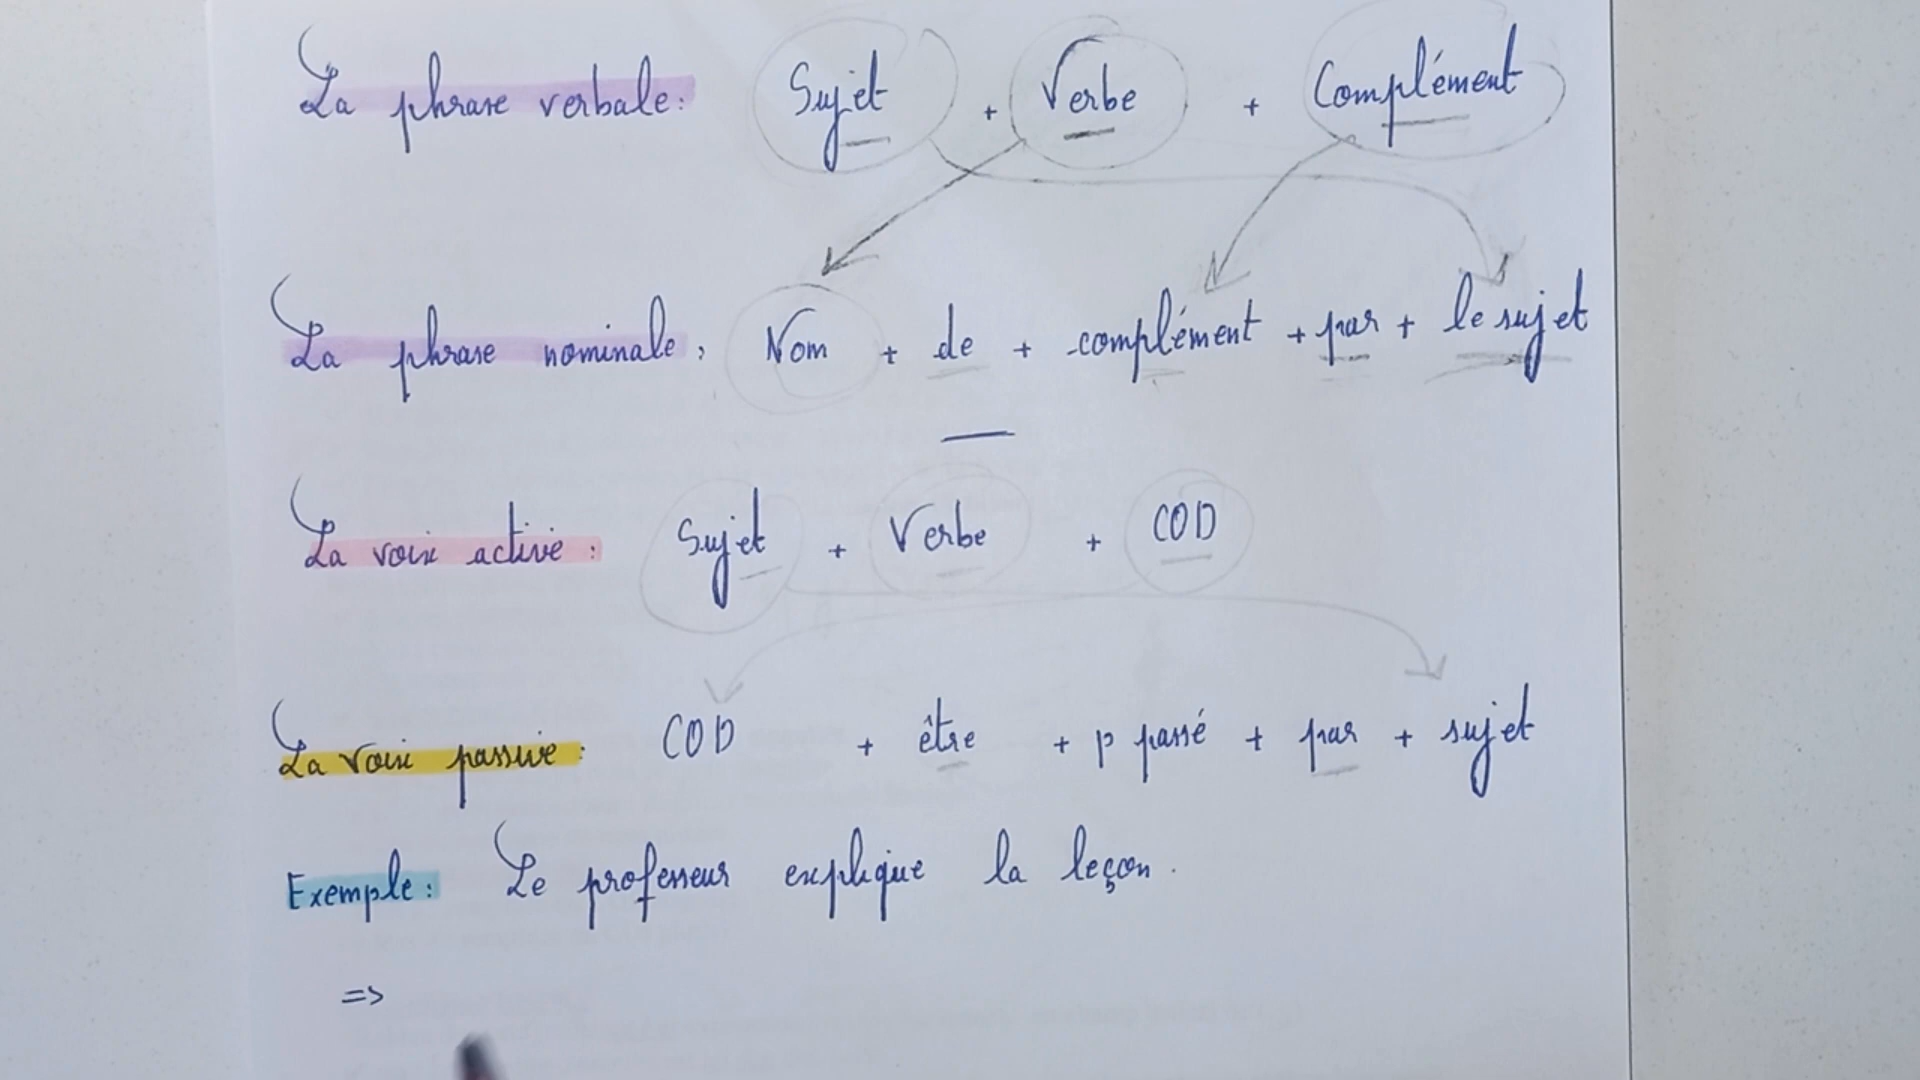 La phrase verbale: Sujet + Verbe + Complément
La phrase nominale: Nom + de + complément + par + le sujet
La voix active: Sujet + Verbe + COD
La voix passive: COD + être + p passé + par + sujet
Exemple: Le professeur explique la leçon.
=>